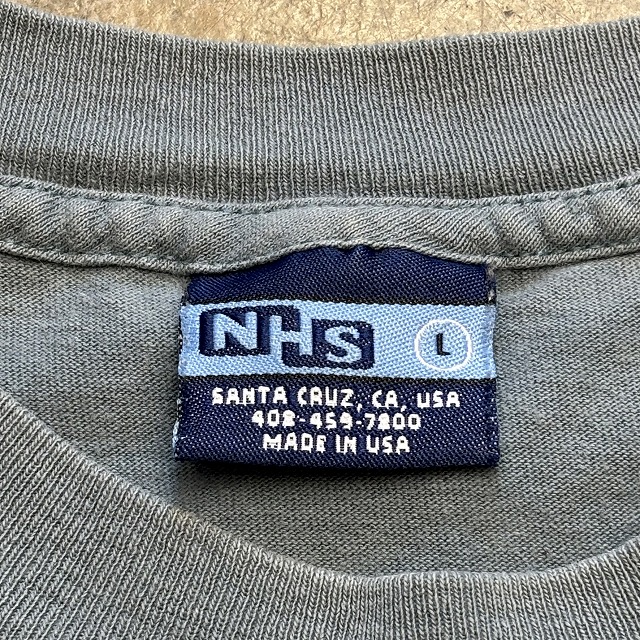 NHS L
SANTA CRUZ, CA, USA
408-459-7800
MADE IN USA